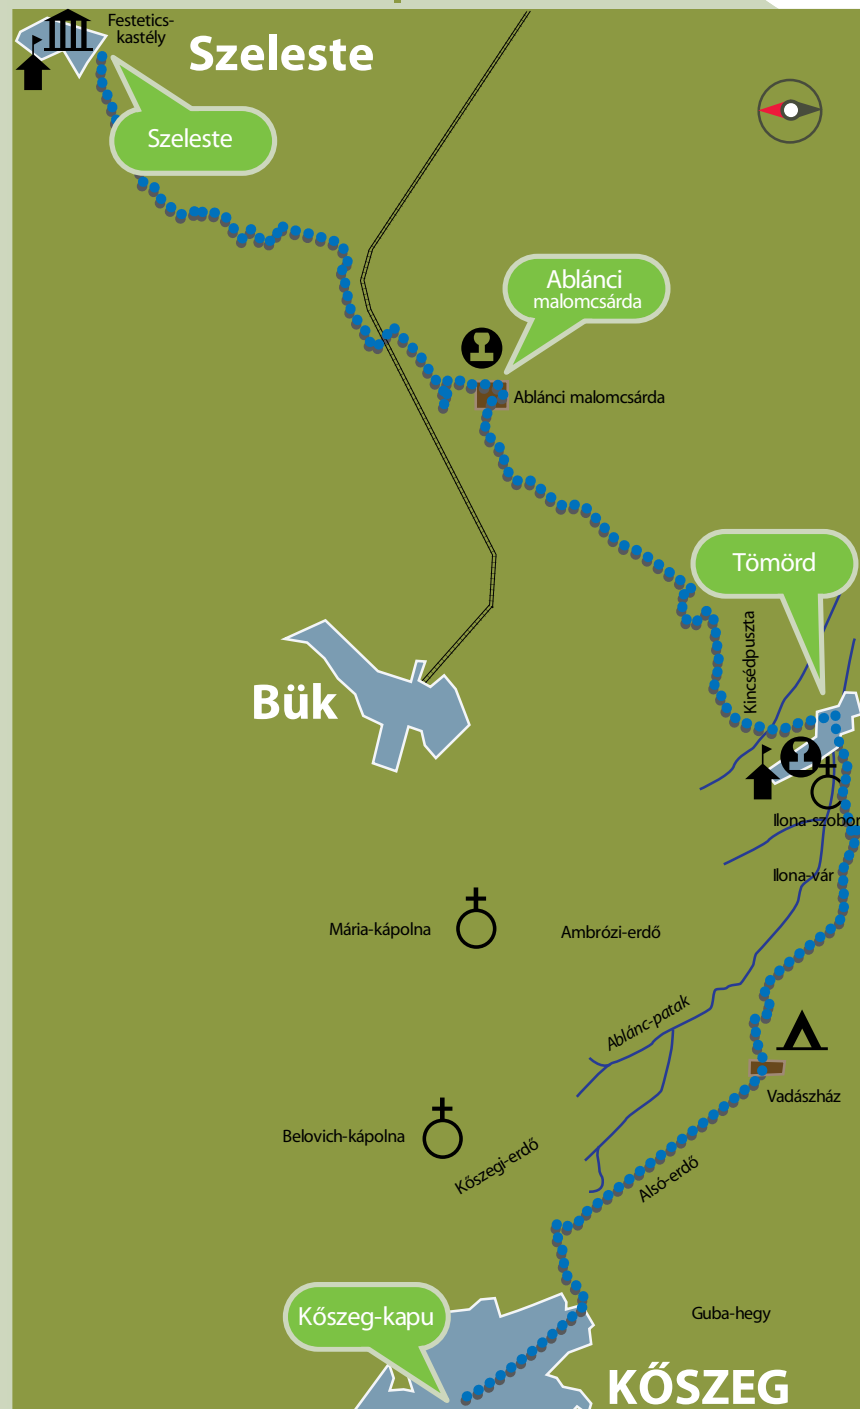 Festetics-
kastély
Szeleste
Szeleste
Ablánci
malomcsárda
Ablánci malomcsárda
Tömörd
Kincsédpuszta
Bük
Ilona-szobor
Ilona-vár
Mária-kápolna
Ambrózi-erdő
Ablánc-patak
Vadászház
Belovich-kápolna
Kőszegi-erdő
Alsó-erdő
Guba-hegy
Kőszeg-kapu
KŐSZEG